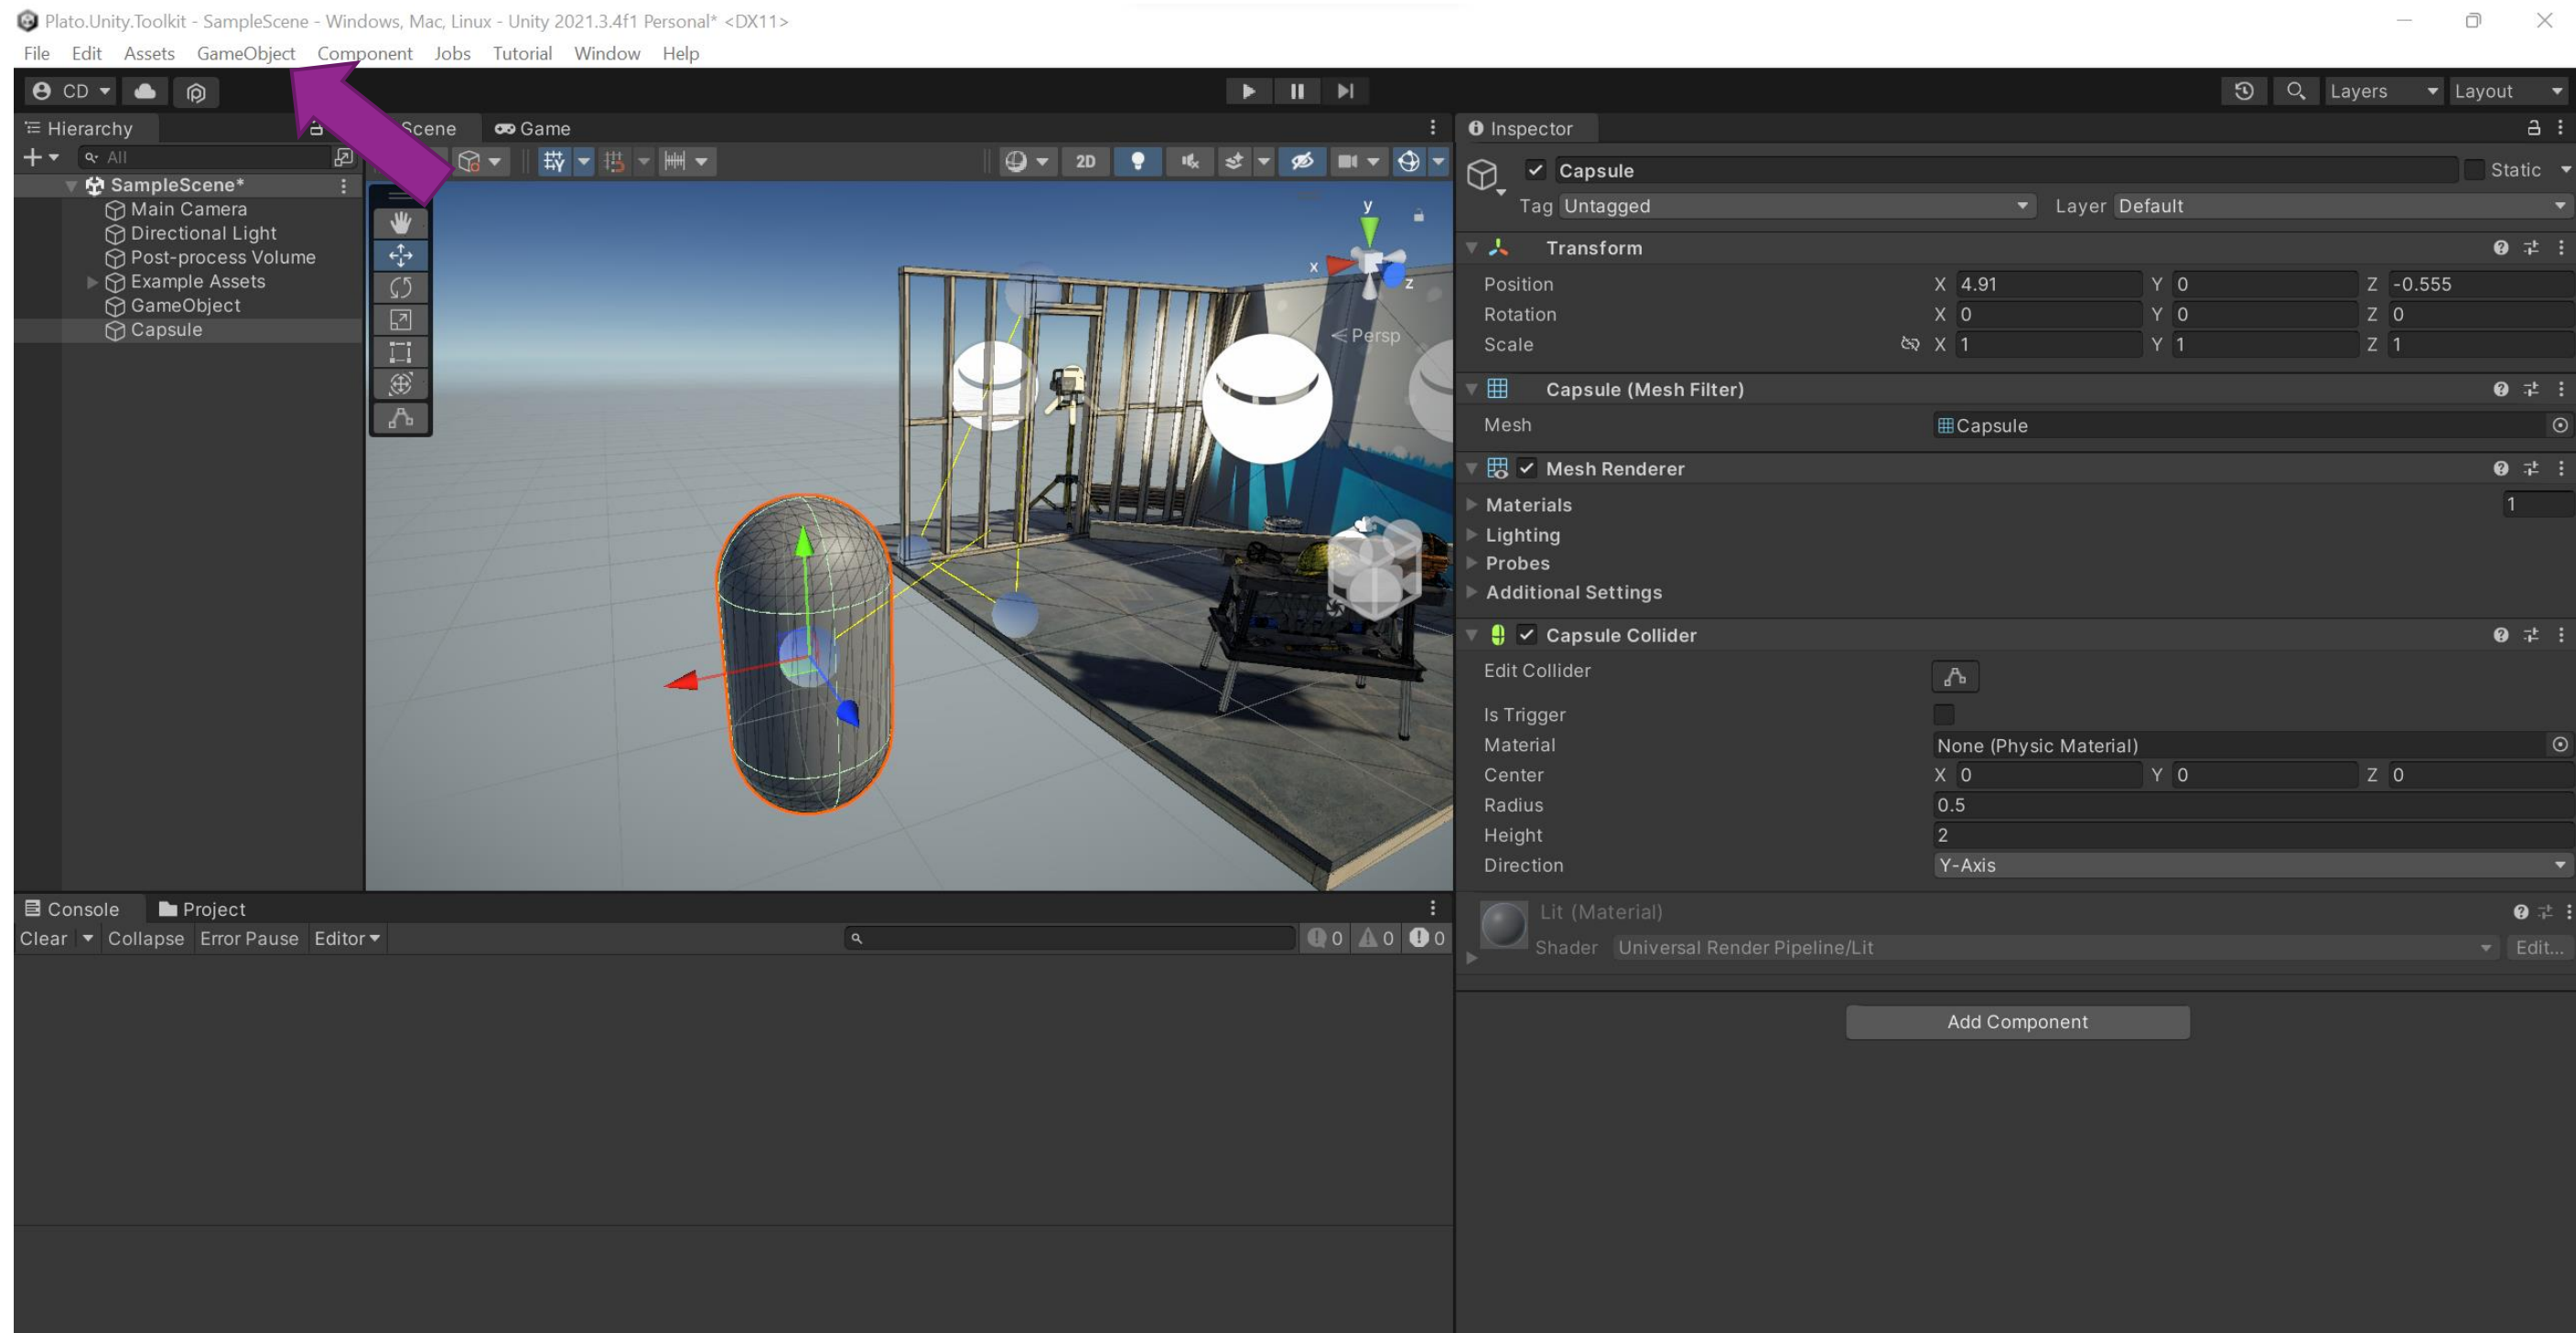 Plato.Unity.Toolkit - SampleScene - Windows, Mac, Linux - Unity 2021.3.4f1 Personal* <DX11>
File Edit Assets GameObject Component Jobs Tutorial Window Help
CD Layers Layout
Hierarchy
All
SampleScene*
Main Camera
Directional Light
Post-process Volume
Example Assets
GameObject
Capsule
Scene Game
2D
y
x
z
Persp
Inspector
Capsule Static
Tag Untagged Layer Default
Transform
Position X 4.91 Y 0 Z -0.555
Rotation X 0 Y 0 Z 0
Scale X 1 Y 1 Z 1
Capsule (Mesh Filter)
Mesh Capsule
Mesh Renderer
Materials 1
Lighting
Probes
Additional Settings
Capsule Collider
Edit Collider
Is Trigger
Material None (Physic Material)
Center X 0 Y 0 Z 0
Radius 0.5
Height 2
Direction Y-Axis
Lit (Material)
Shader Universal Render Pipeline/Lit Edit...
Add Component
Console Project
Clear Collapse Error Pause Editor 0 0 0